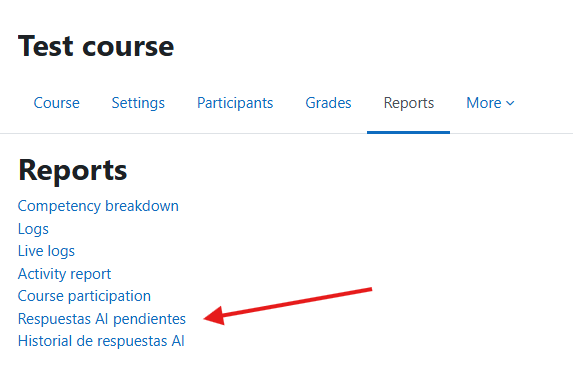 Test course
Course Settings Participants Grades Reports More
Reports
Competency breakdown
Logs
Live logs
Activity report
Course participation
Respuestas AI pendientes
Historial de respuestas AI